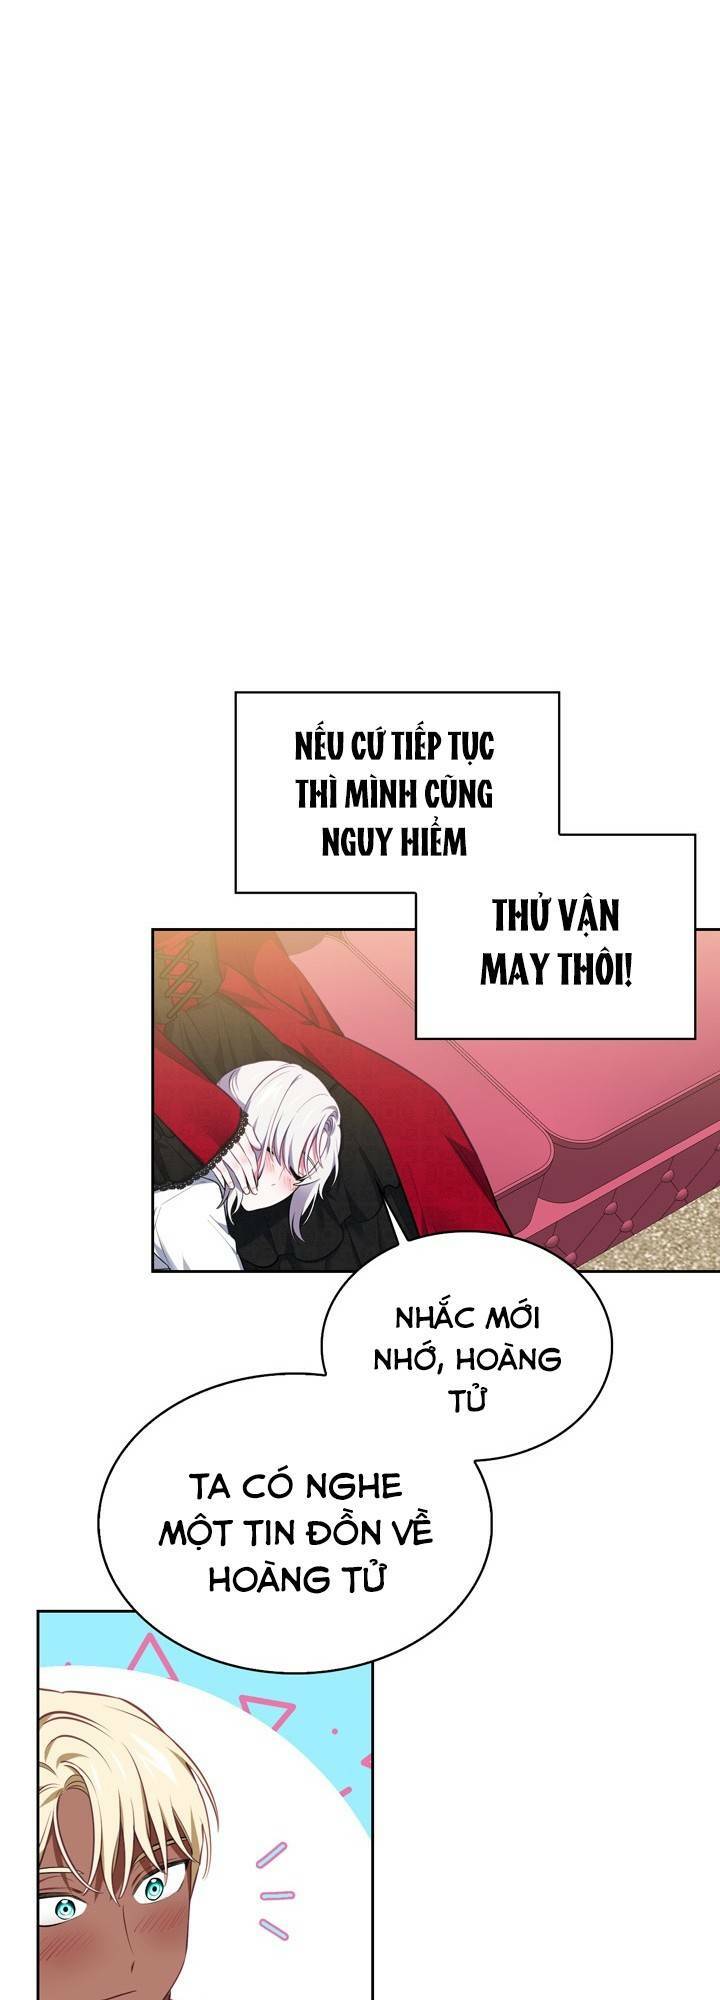 NẾU CỨ TIẾP TỤC
THÌ MÌNH CŨNG
NGUY HIỂM
THỬ VẬN
MAY THÔI!
NHẮC MỚI
NHỚ, HOÀNG
TỬ
TA CÓ NGHE
MỘT TIN ĐỒN VỀ
HOÀNG TỬ